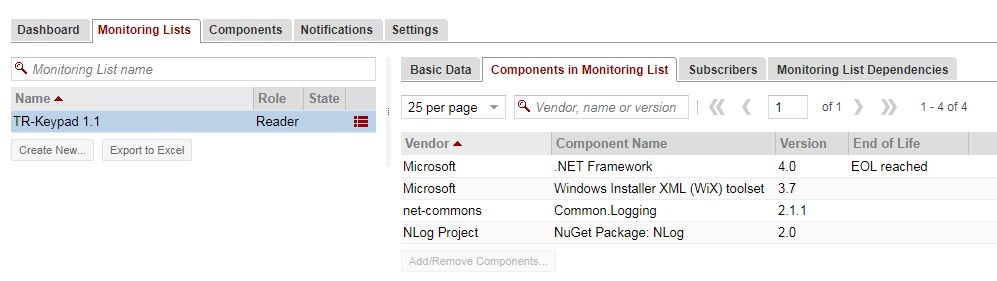 Dashboard Monitoring Lists Components Notifications Settings
Monitoring List name
Name Role State
TR-Keypad 1.1 Reader
Create New... Export to Excel
Basic Data Components in Monitoring List Subscribers Monitoring List Dependencies
25 per page Vendor, name or version 1 of 1 1 - 4 of 4
Vendor Component Name Version End of Life
Microsoft .NET Framework 4.0 EOL reached
Microsoft Windows Installer XML (WiX) toolset 3.7
net-commons Common.Logging 2.1.1
NLog Project NuGet Package: NLog 2.0
Add/Remove Components...